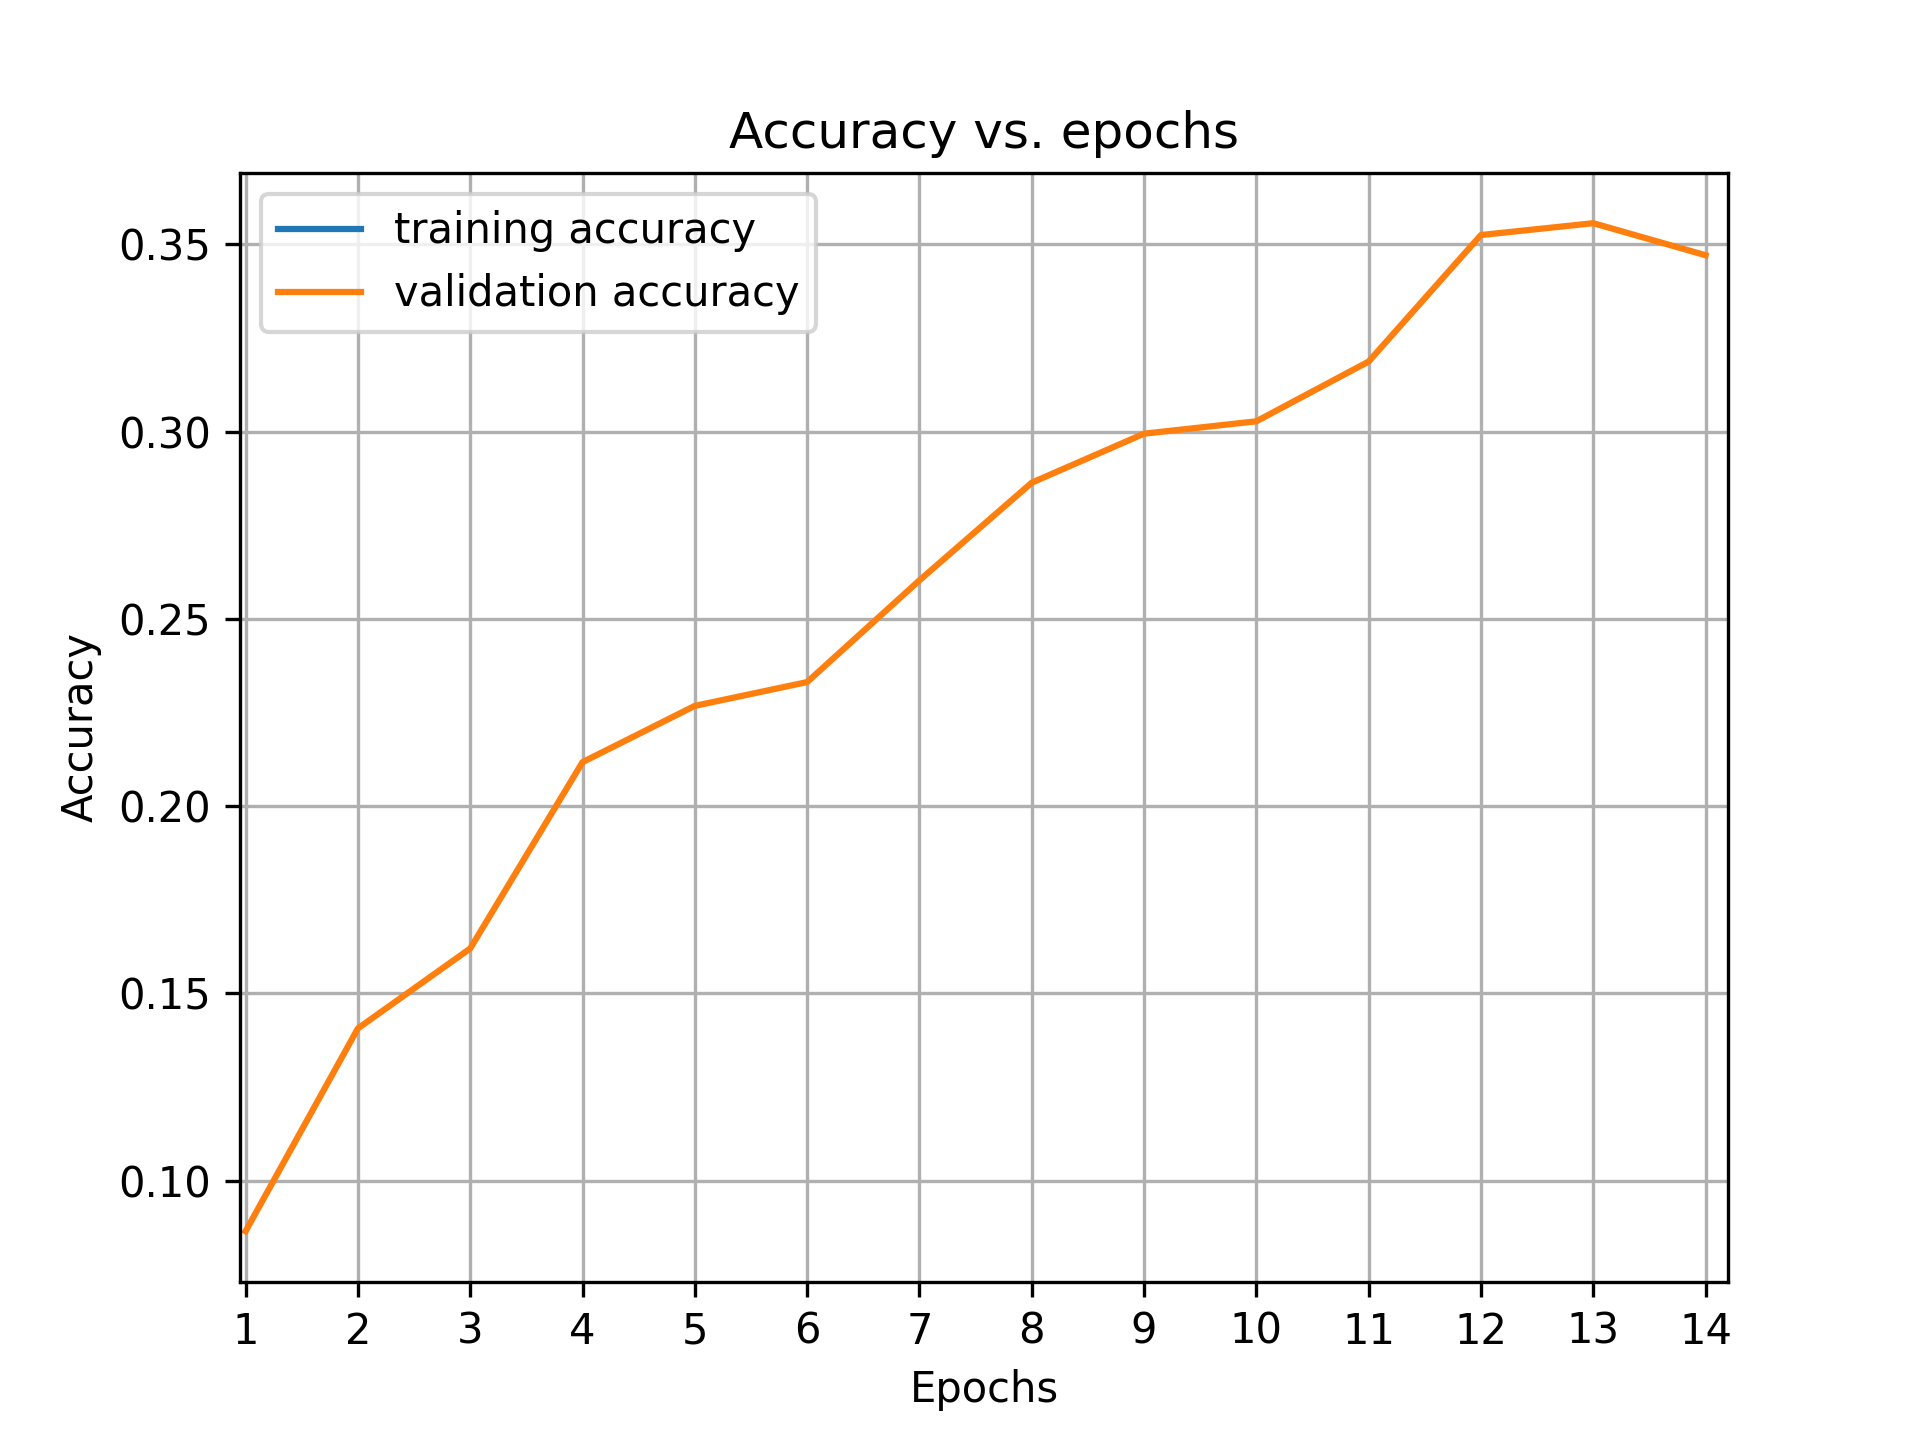 Accuracy vs. epochs
training accuracy
validation accuracy
0.35
0.30
0.25
0.20
0.15
0.10
Accuracy
1 2 3 4 5 6 7 8 9 10 11 12 13 14
Epochs